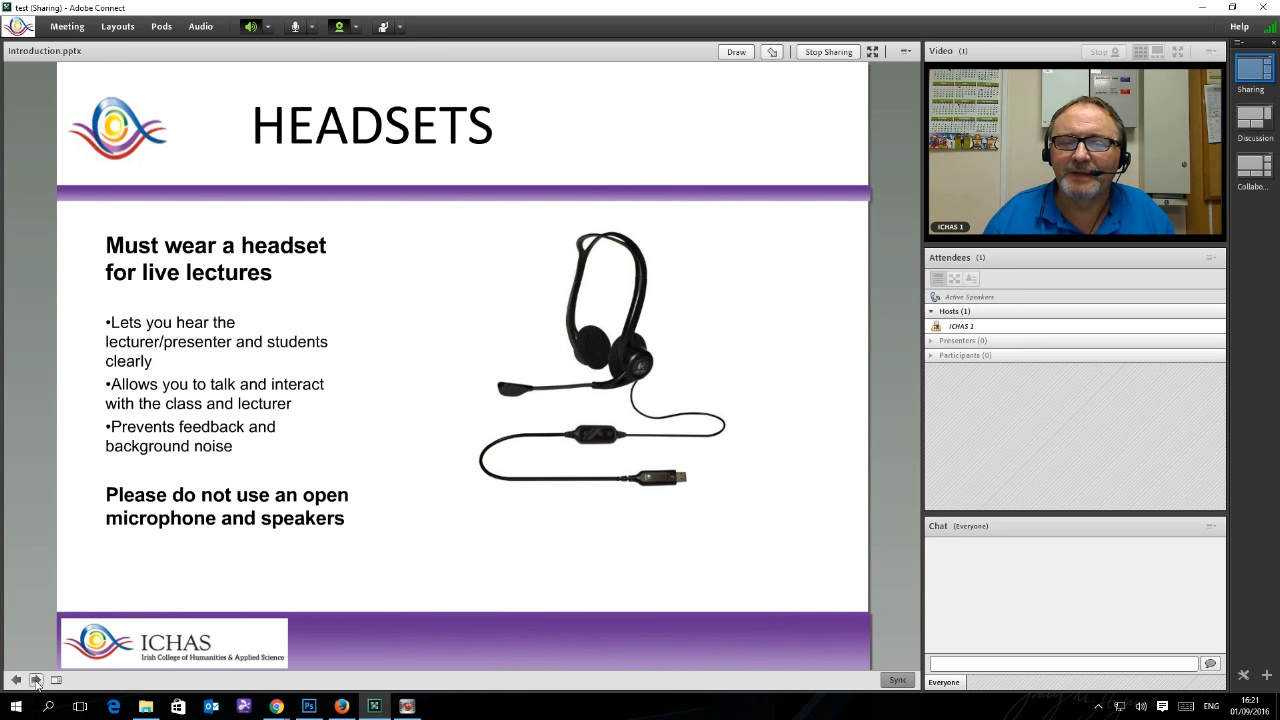 test (Sharing) - Adobe Connect
Meeting Layouts Pods Audio
Help
Introduction.pptx
Draw
Stop Sharing
HEADSETS
Must wear a headset
for live lectures
•Lets you hear the
lecturer/presenter and students
clearly
•Allows you to talk and interact
with the class and lecturer
•Prevents feedback and
background noise
Please do not use an open
microphone and speakers
ICHAS
Irish College of Humanities & Applied Science
Sync
Video (1)
Stop
ICHAS 1
Attendees (1)
Active Speakers
Hosts (1)
ICHAS 1
Presenters (0)
Participants (0)
Chat (Everyone)
Everyone
Sharing
Discussion
Collabo...
ENG
16:21
01/09/2016